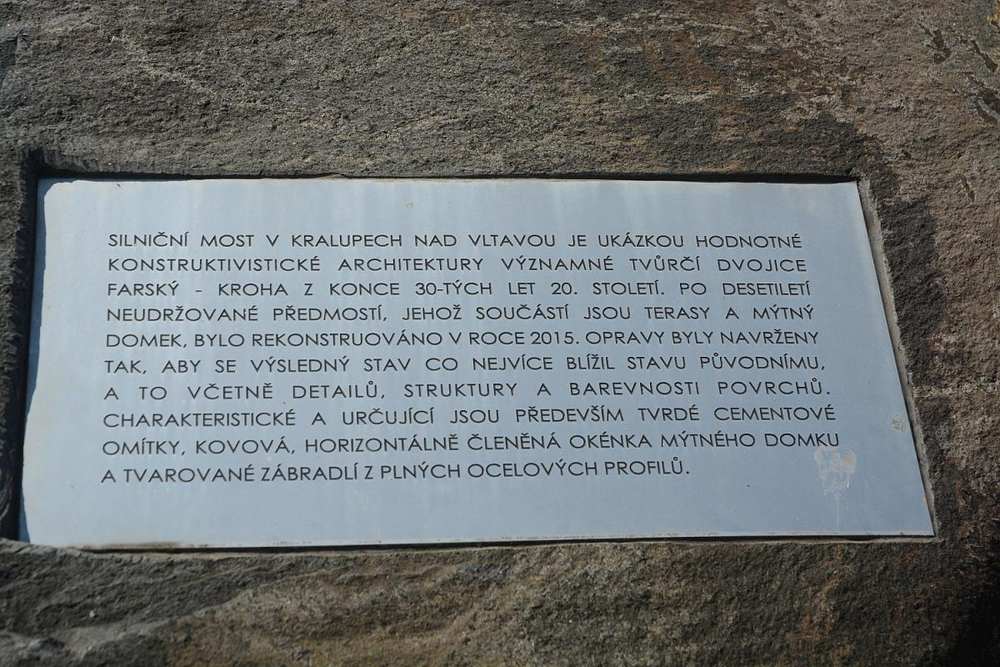 SILNIČNÍ MOST V KRALUPECH NAD VLTAVOU JE UKÁZKOU HODNOTNÉ
KONSTRUKTIVISTICKÉ ARCHITEKTURY VÝZNAMNÉ TVŮRČÍ DVOJICE
FARSKÝ - KROHA Z KONCE 30-TÝCH LET 20. STOLETÍ. PO DESETILETÍ
NEUDRŽOVANÉ PŘEDMOSTÍ, JEHOŽ SOUČÁSTÍ JSOU TERASY A MÝTNÝ
DOMEK, BYLO REKONSTRUOVÁNO V ROCE 2015. OPRAVY BYLY NAVRŽENY
TAK, ABY SE VÝSLEDNÝ STAV CO NEJVÍCE BLÍŽIL STAVU PŮVODNÍMU,
A TO VČETNĚ DETAILŮ, STRUKTURY A BAREVNOSTI POVRCHŮ.
CHARAKTERISTICKÉ A URČUJÍCÍ JSOU PŘEDEVŠÍM TVRDÉ CEMENTOVÉ
OMÍTKY, KOVOVÁ, HORIZONTÁLNĚ ČLENĚNÁ OKÉNKA MÝTNÉHO DOMKU
A TVAROVANÉ ZÁBRADLÍ Z PLNÝCH OCELOVÝCH PROFILŮ.